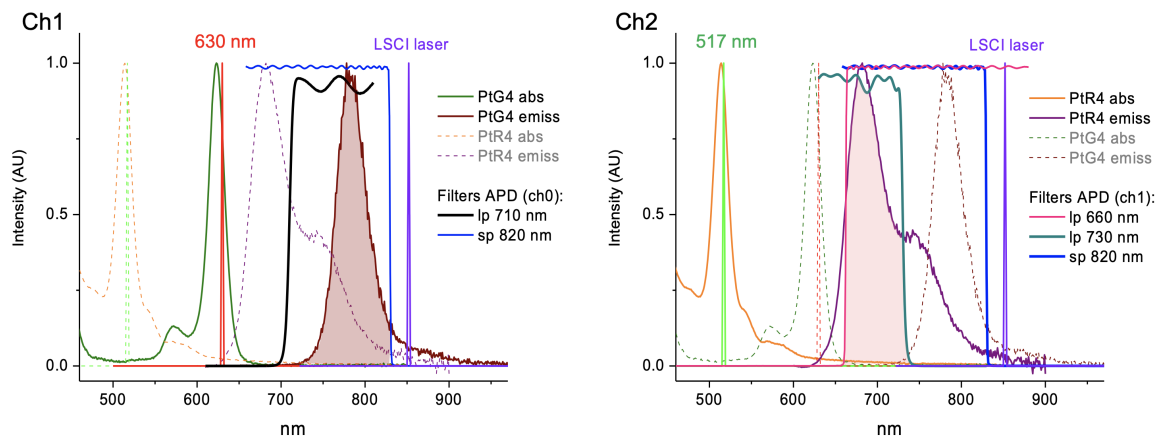 Ch1
630 nm
LSCI laser
1.0
0.5
0.0
Intensity (AU)
500
600
700
800
900
nm
PtG4 abs
PtG4 emiss
PtR4 abs
PtR4 emiss
Filters APD (ch0):
lp 710 nm
sp 820 nm
Ch2
517 nm
LSCI laser
1.0
0.5
0.0
Intensity (AU)
500
600
700
800
900
nm
PtR4 abs
PtR4 emiss
PtG4 abs
PtG4 emiss
Filters APD (ch1):
lp 660 nm
lp 730 nm
sp 820 nm